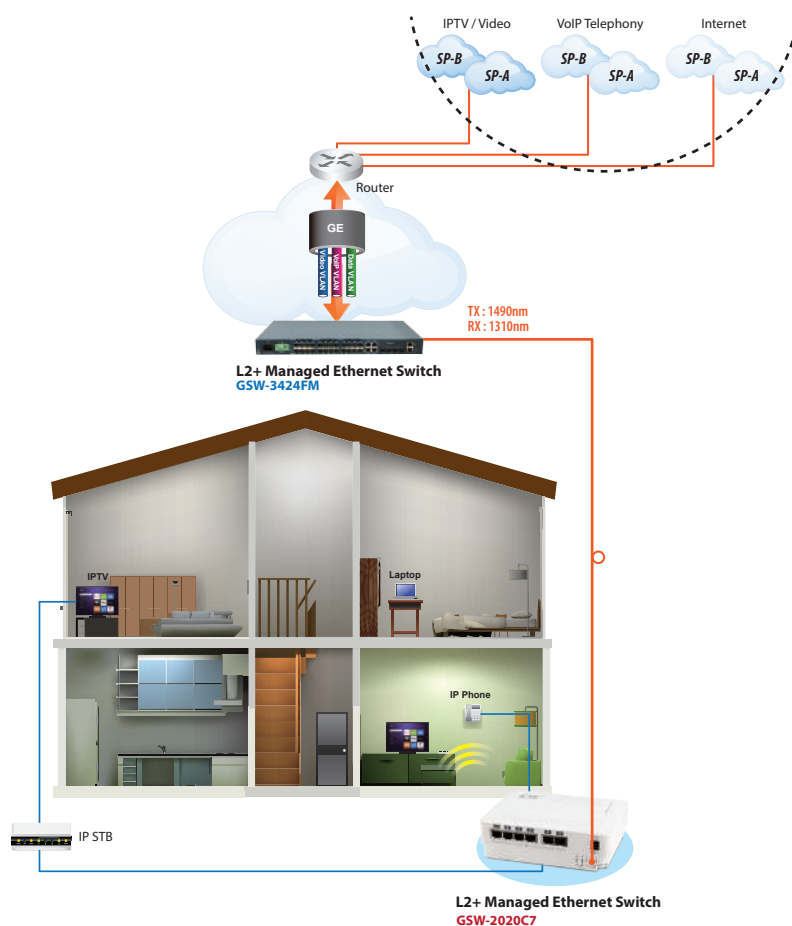 IPTV / Video
VoIP Telephony
Internet
SP-B
SP-A
SP-B
SP-A
SP-B
SP-A
Router
GE
Video VLAN
VoIP VLAN
Data VLAN
TX : 1490nm
RX : 1310nm
L2+ Managed Ethernet Switch
GSW-3424FM
IPTV
Laptop
IP Phone
IP STB
L2+ Managed Ethernet Switch
GSW-2020C7